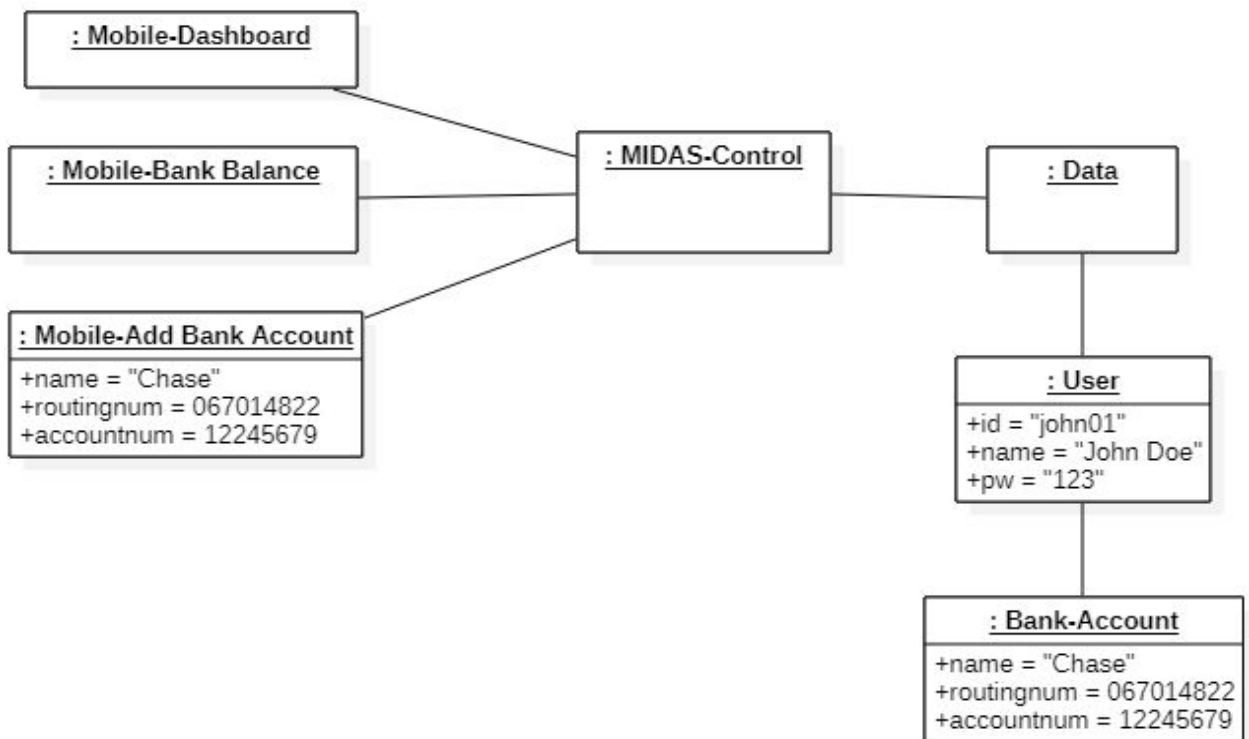 : Mobile-Dashboard
: Mobile-Bank Balance
: Mobile-Add Bank Account
+name = "Chase"
+routingnum = 067014822
+accountnum = 12245679
: MIDAS-Control
: Data
: User
+id = "john01"
+name = "John Doe"
+pw = "123"
: Bank-Account
+name = "Chase"
+routingnum = 067014822
+accountnum = 12245679